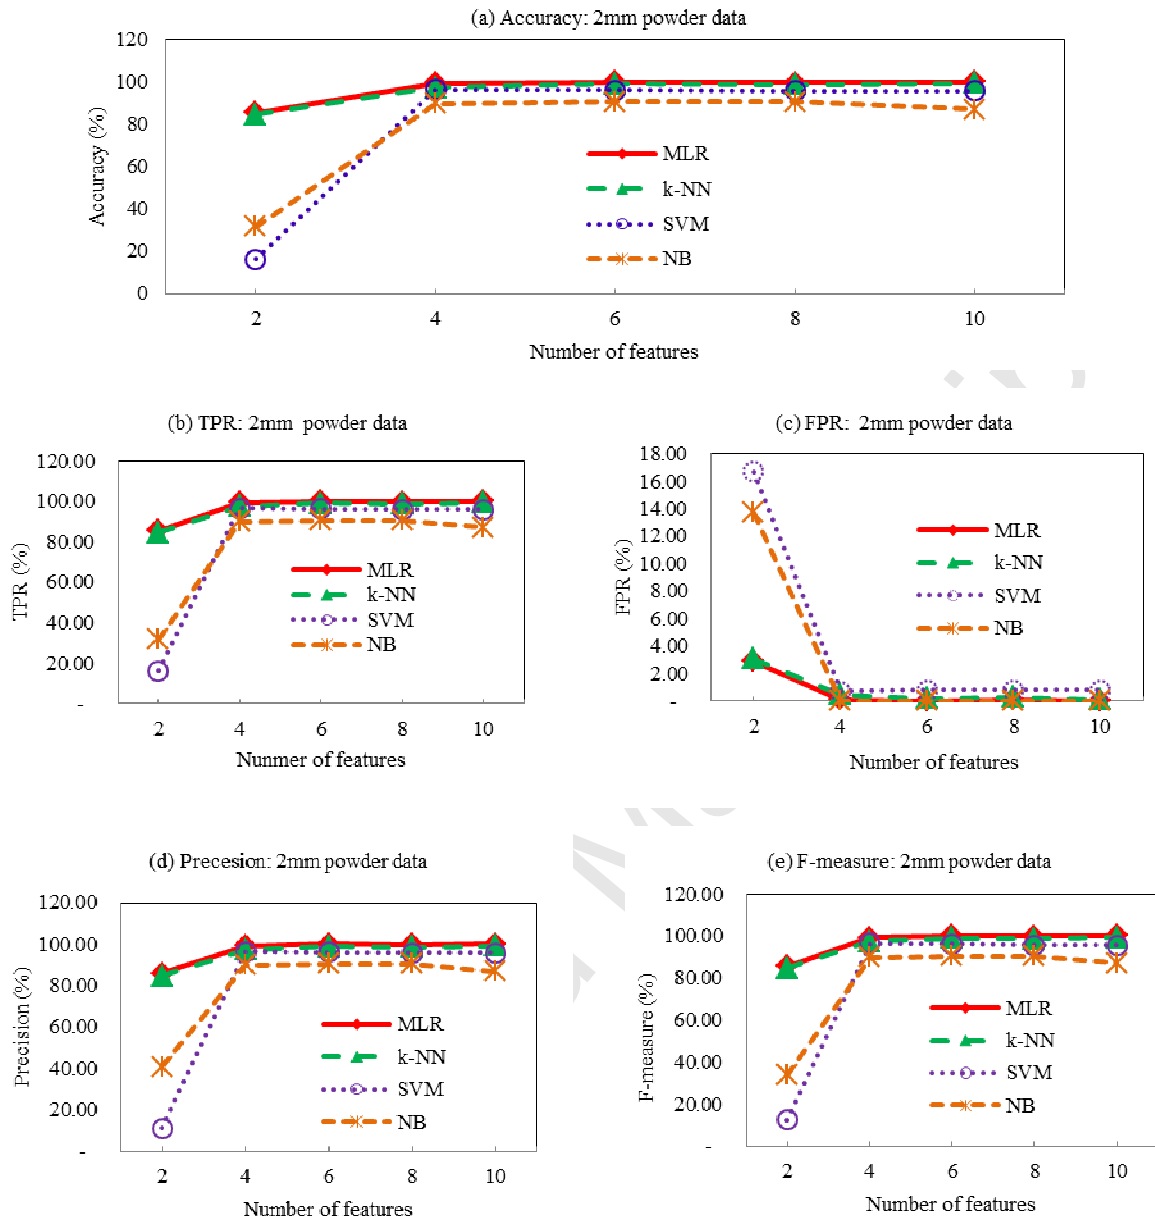 (a) Accuracy: 2mm powder data
120
100
80
60
40
20
0
Accuracy (%)
MLR
k-NN
SVM
NB
2 4 6 8 10
Number of features
(b) TPR: 2mm powder data
120.00
100.00
80.00
60.00
40.00
20.00
-
TPR (%)
MLR
k-NN
SVM
NB
2 4 6 8 10
Nunmer of features
(c) FPR: 2mm powder data
18.00
16.00
14.00
12.00
10.00
8.00
6.00
4.00
2.00
-
FPR (%)
MLR
k-NN
SVM
NB
2 4 6 8 10
Number of features
(d) Precesion: 2mm powder data
120.00
100.00
80.00
60.00
40.00
20.00
-
Precision (%)
MLR
k-NN
SVM
NB
2 4 6 8 10
Number of features
(e) F-measure: 2mm powder data
120.00
100.00
80.00
60.00
40.00
20.00
-
F-measure (%)
MLR
k-NN
SVM
NB
2 4 6 8 10
Number of features